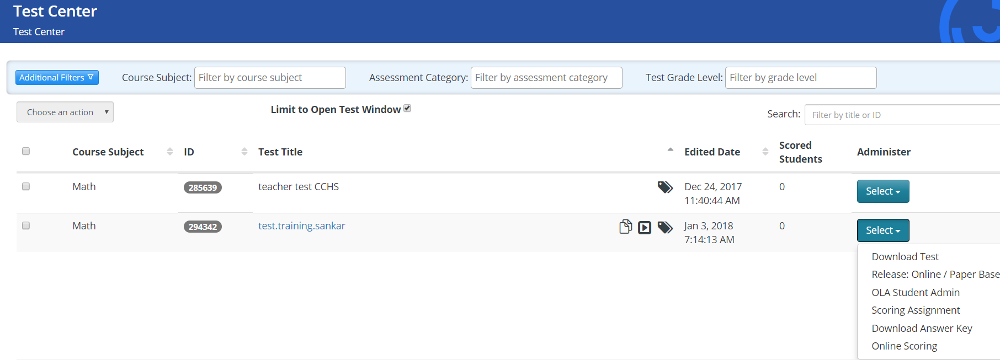 Test Center
Test Center
Additional Filters
Course Subject: Filter by course subject
Assessment Category: Filter by assessment category
Test Grade Level: Filter by grade level
Choose an action
Limit to Open Test Window
Search: Filter by title or ID
Course Subject ID Test Title Edited Date Scored Students Administer
Math 285639 teacher test CCHS Dec 24, 2017 11:40:44 AM 0 Select
Math 294342 test.training.sankar Jan 3, 2018 7:14:13 AM 0 Select
Download Test
Release: Online / Paper Base
OLA Student Admin
Scoring Assignment
Download Answer Key
Online Scoring